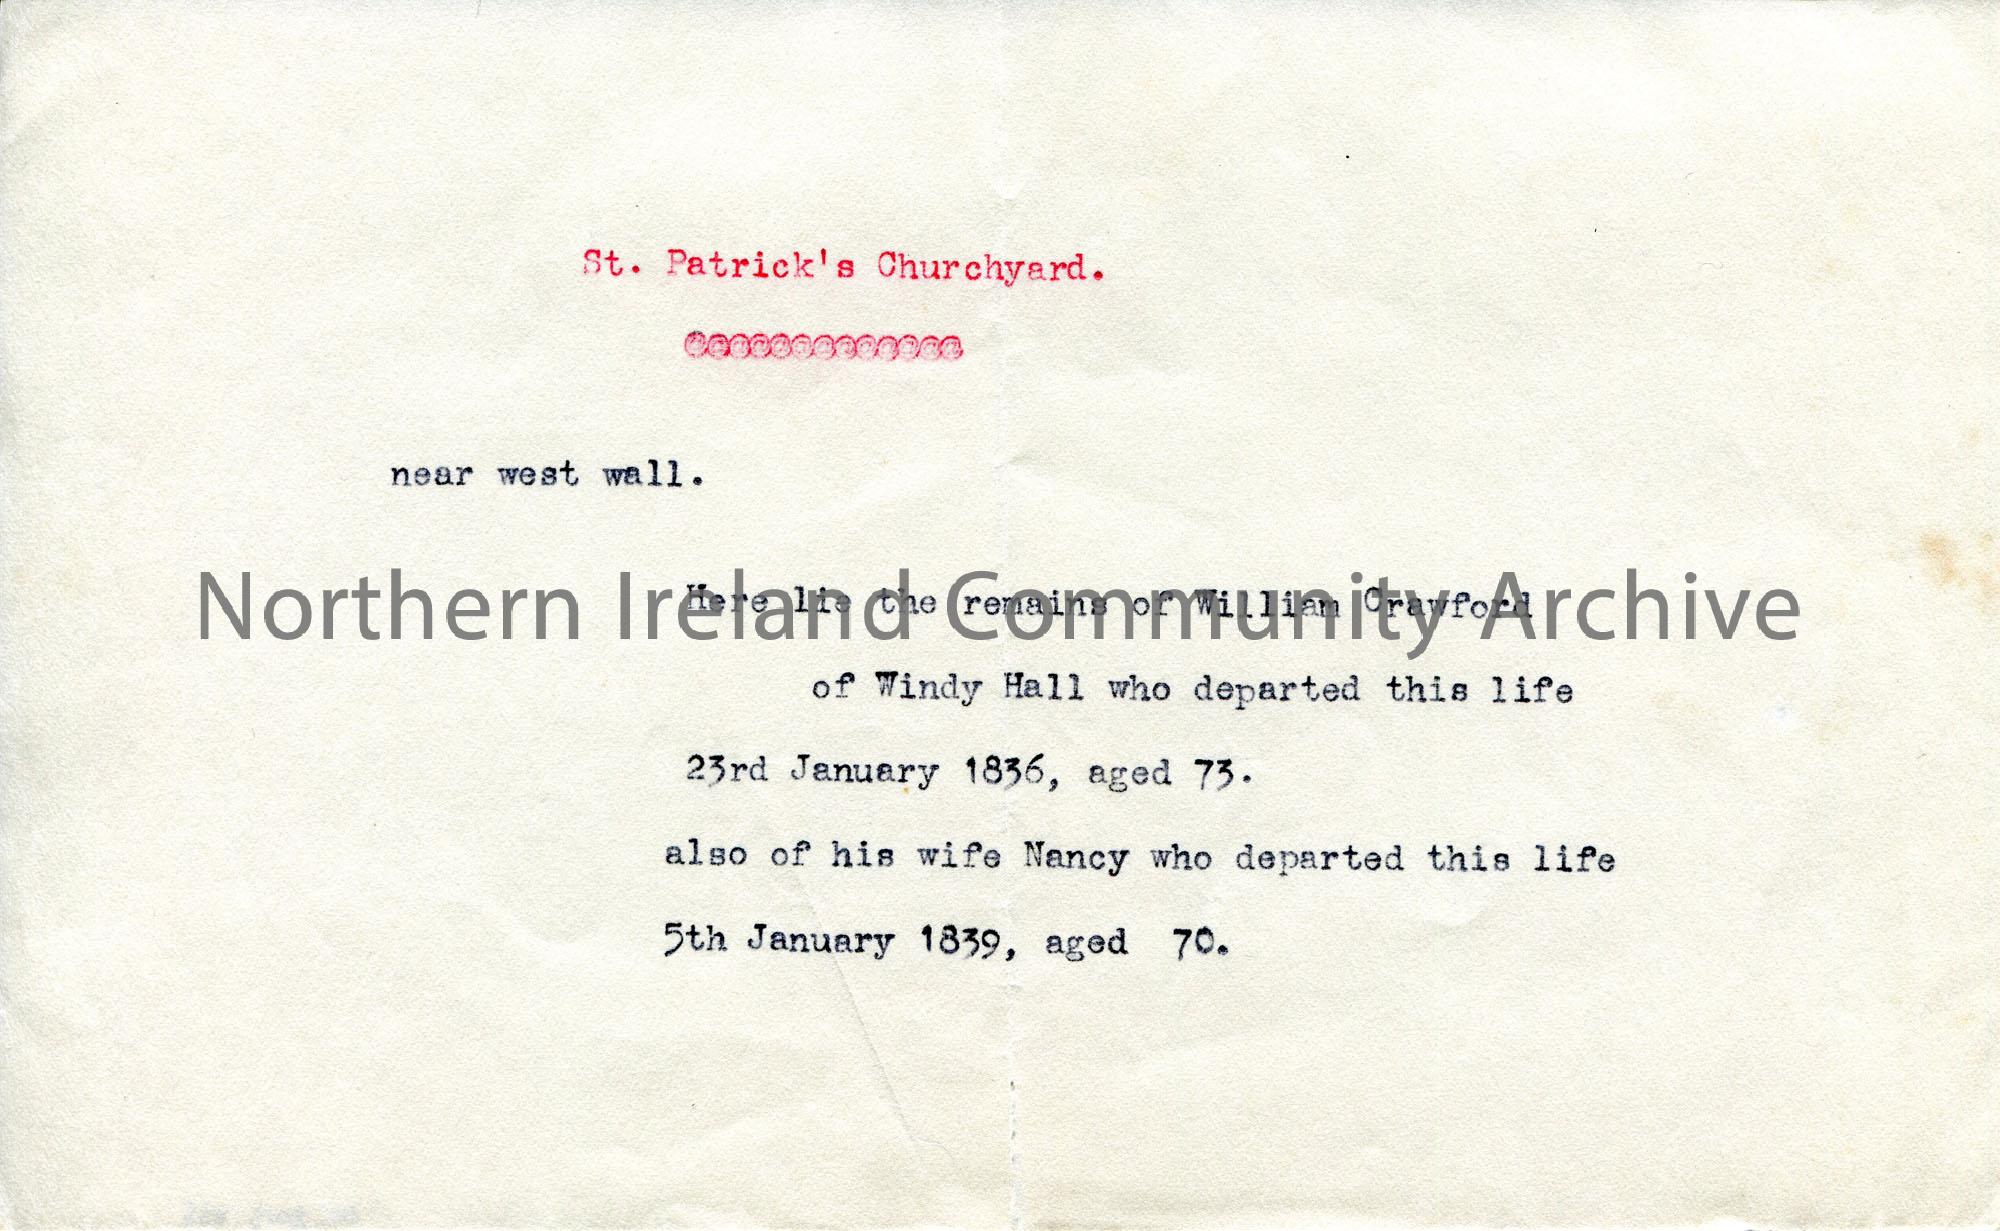 St. Patrick's Churchyard.
@@@@@@@@@@@@@
near west wall.
Here lie the remains of William Crawford
Northern Ireland Community Archive
of Windy Hall who departed this life
23rd January 1836, aged 73.
also of his wife Nancy who departed this life
5th January 1839, aged 70.